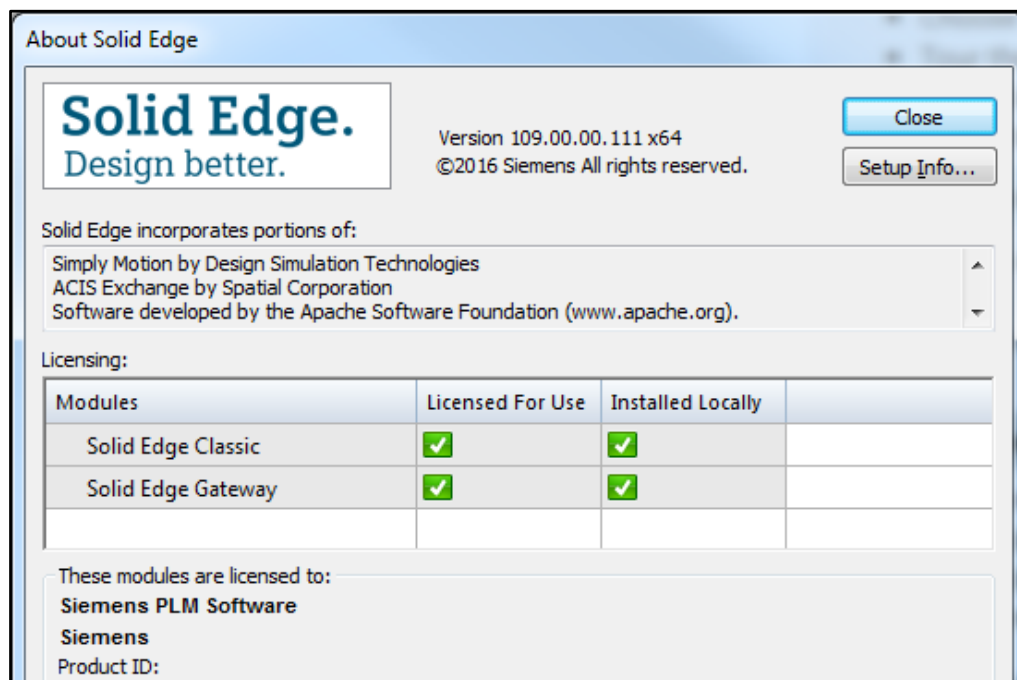 About Solid Edge
Solid Edge.
Design better.
Version 109.00.00.111 x64
©2016 Siemens All rights reserved.
Close
Setup Info...
Solid Edge incorporates portions of:
Simply Motion by Design Simulation Technologies
ACIS Exchange by Spatial Corporation
Software developed by the Apache Software Foundation (www.apache.org).
Licensing:
Modules Licensed For Use Installed Locally
Solid Edge Classic
Solid Edge Gateway
These modules are licensed to:
Siemens PLM Software
Siemens
Product ID: